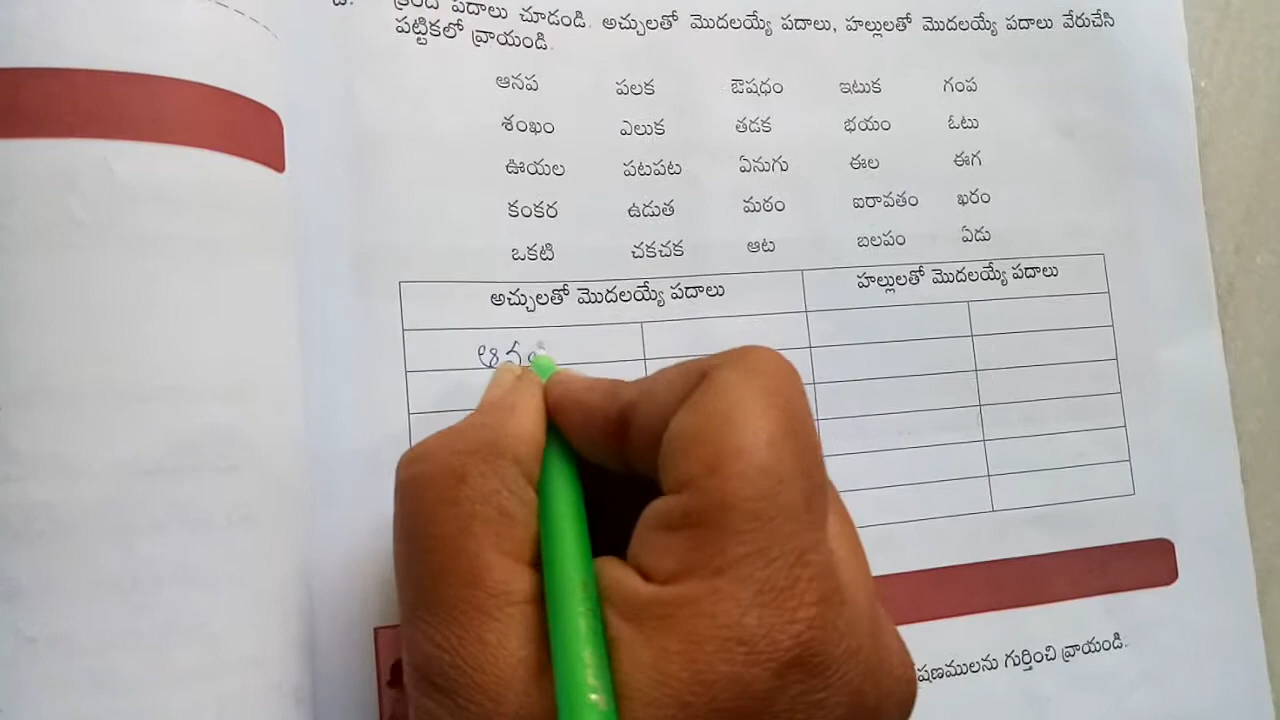 క్రింది పదాలు చూడండి. అచ్చులతో మొదలయ్యే పదాలు, హల్లులతో మొదలయ్యే పదాలు వేరుచేసి
పట్టికలో వ్రాయండి.
ఆనప పలక ఔషధం ఇటుక గంప
శంఖం ఎలుక తడక భయం ఓటు
ఊయల పటపట ఏనుగు ఈల ఈగ
కంకర ఉడుత మఠం ఐరావతం ఖరం
ఒకటి చకచక ఆట బలపం ఏడు
అచ్చులతో మొదలయ్యే పదాలు హల్లులతో మొదలయ్యే పదాలు
గుర్తించి వ్రాయండి.